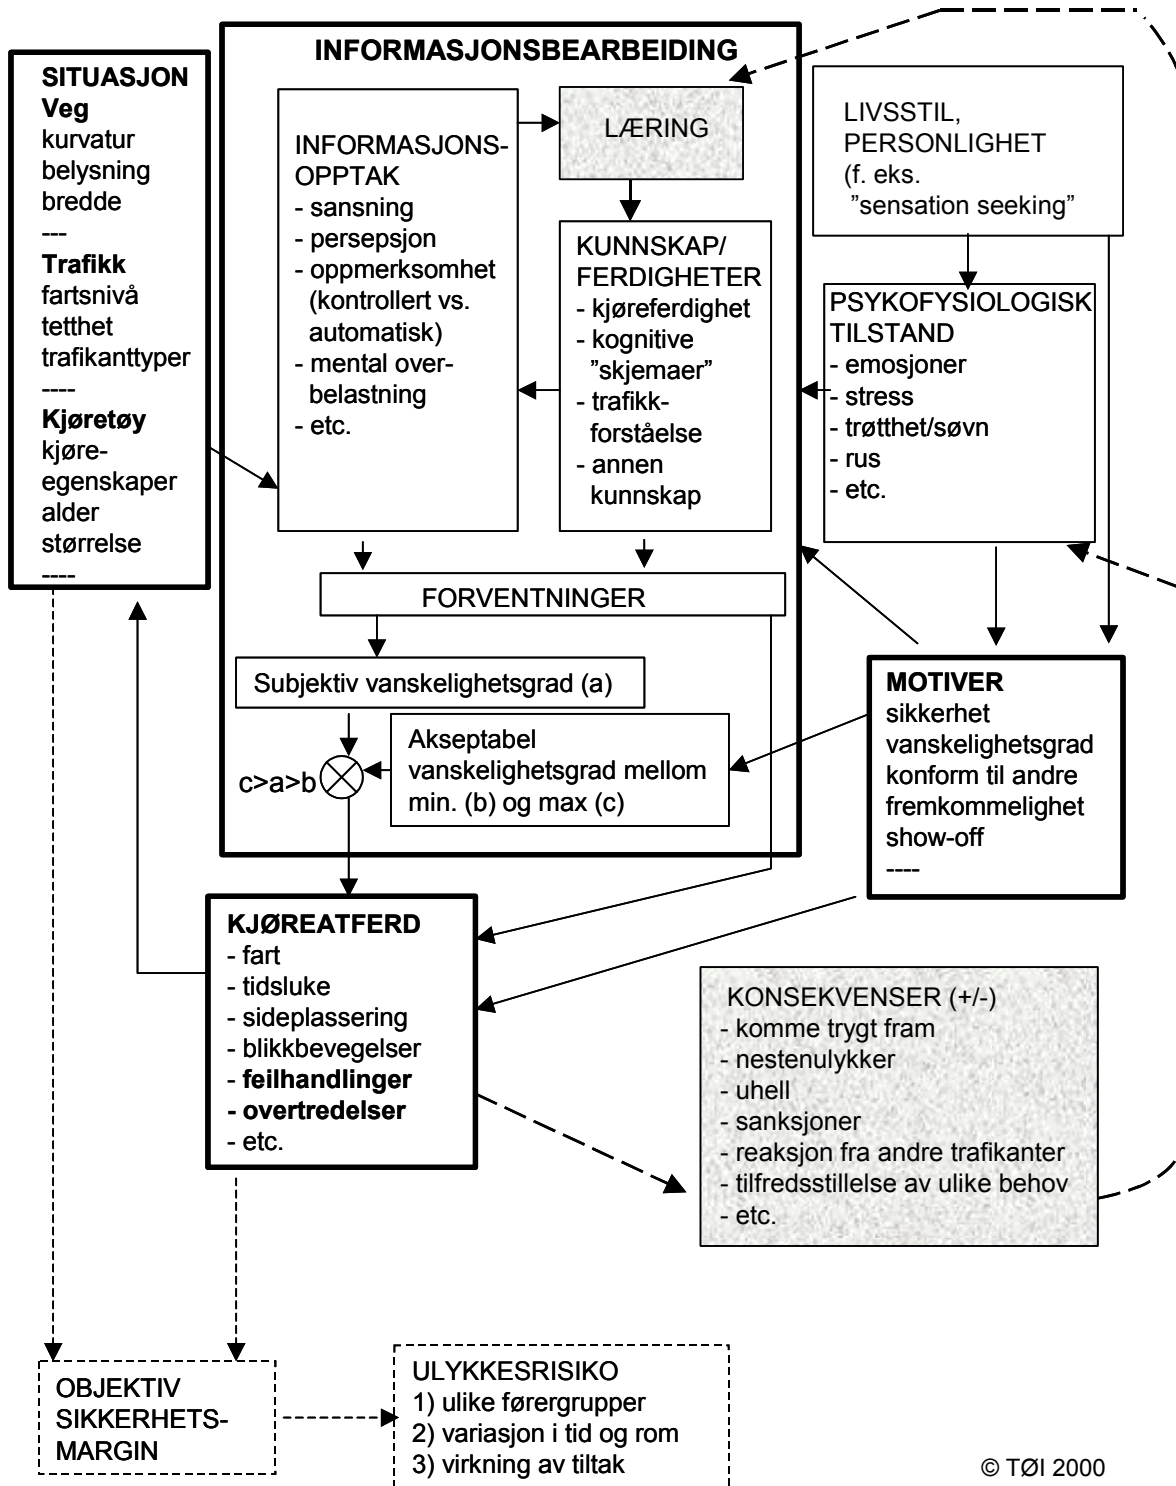 INFORMASJONSBEARBEIDING
SITUASJON
Veg
kurvatur
belysning
bredde
---
Trafikk
fartsnivå
tetthet
trafikanttyper
----
Kjøretøy
kjøre-
egenskaper
alder
størrelse
----
INFORMASJONS-
OPPTAK
- sansning
- persepsjon
- oppmerksomhet
(kontrollert vs.
automatisk)
- mental over-
belastning
- etc.
LÆRING
KUNNSKAP/
FERDIGHETER
- kjøreferdighet
- kognitive
"skjemaer"
- trafikk-
forståelse
- annen
kunnskap
LIVSSTIL,
PERSONLIGHET
(f. eks.
"sensation seeking"
PSYKOFYSIOLOGISK
TILSTAND
- emosjoner
- stress
- trøtthet/søvn
- rus
- etc.
FORVENTNINGER
Subjektiv vanskelighetsgrad (a)
Akseptabel
vanskelighetsgrad mellom
min. (b) og max (c)
c>a>b
MOTIVER
sikkerhet
vanskelighetsgrad
konform til andre
fremkommelighet
show-off
----
KJØREATFERD
- fart
- tidsluke
- sideplassering
- blikkbevegelser
- feilhandlinger
- overtredelser
- etc.
KONSEKVENSER (+/-)
- komme trygt fram
- nestenulykker
- uhell
- sanksjoner
- reaksjon fra andre trafikanter
- tilfredsstillelse av ulike behov
- etc.
OBJEKTIV
SIKKERHETS-
MARGIN
ULYKKESRISIKO
1) ulike førergrupper
2) variasjon i tid og rom
3) virkning av tiltak
© TØI 2000